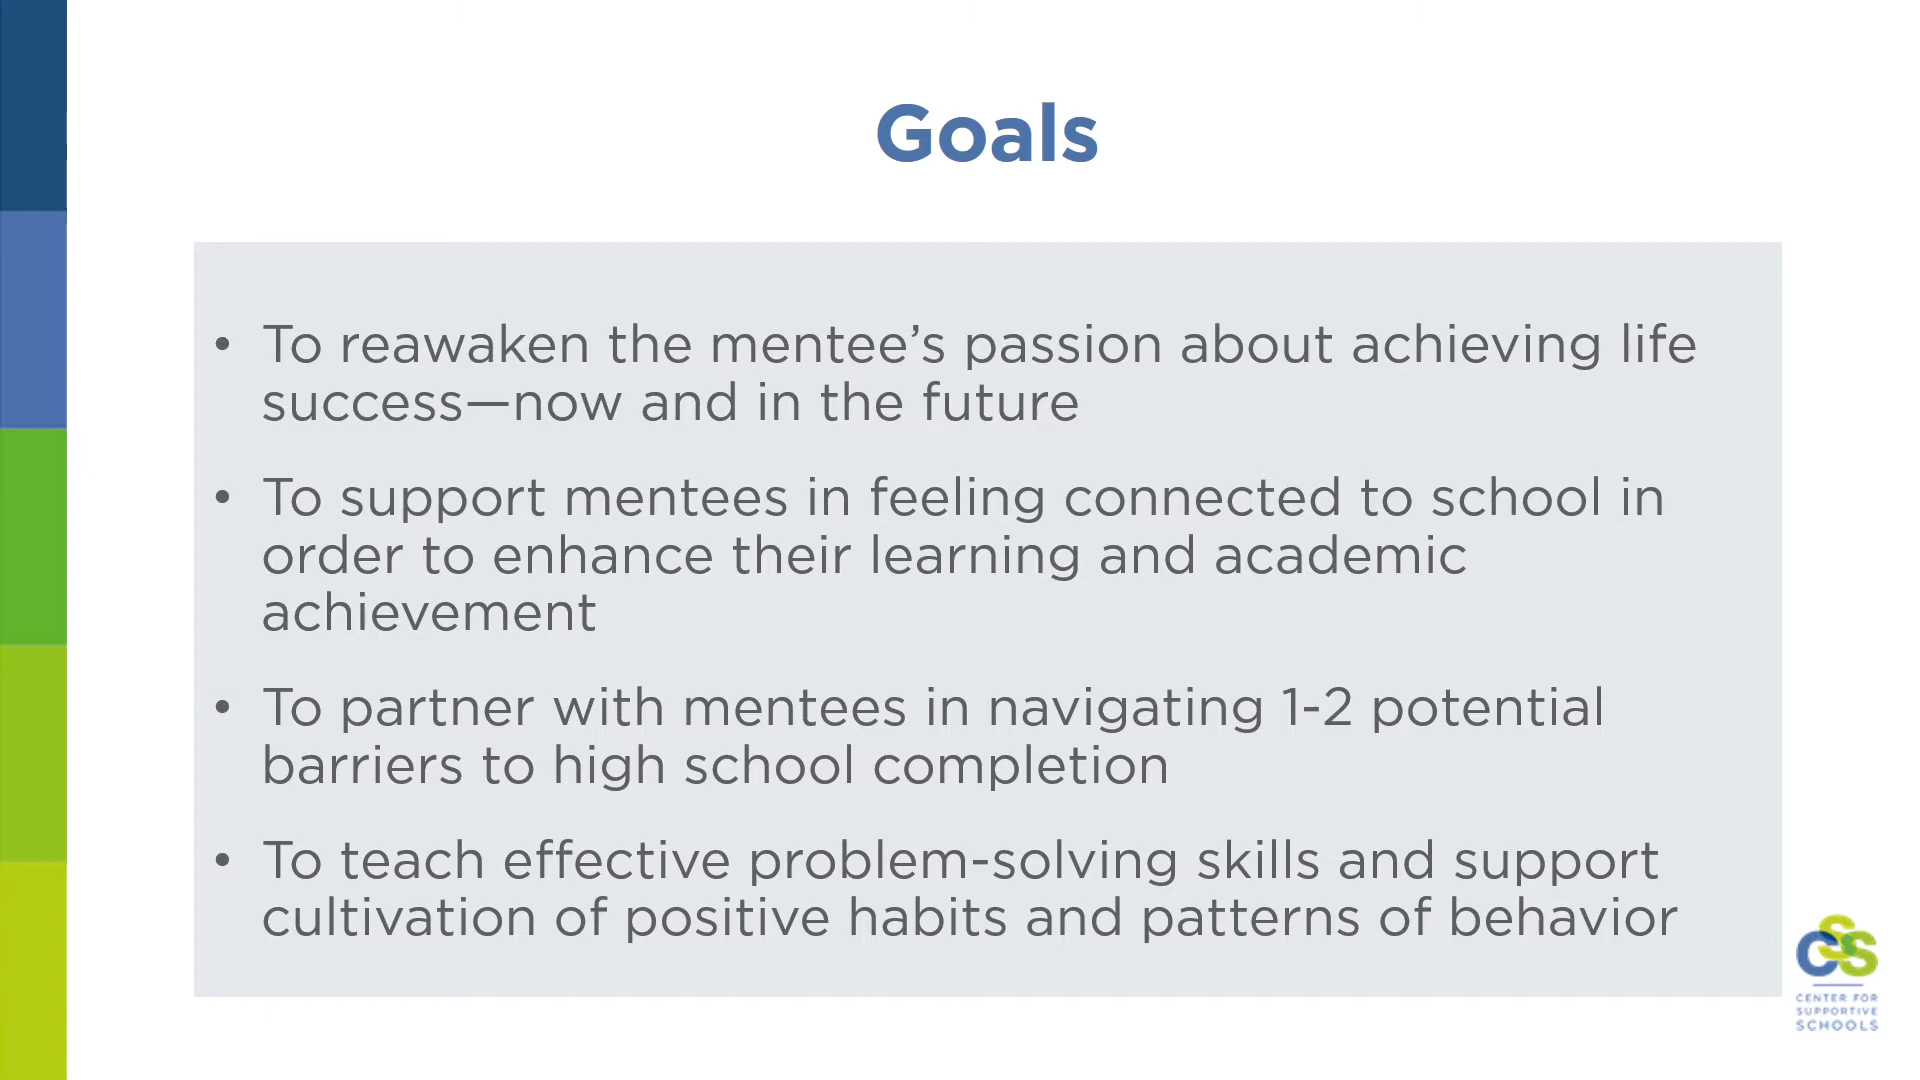 Goals
• To reawaken the mentee’s passion about achieving life
success—now and in the future
• To support mentees in feeling connected to school in
order to enhance their learning and academic
achievement
• To partner with mentees in navigating 1-2 potential
barriers to high school completion
• To teach effective problem-solving skills and support
cultivation of positive habits and patterns of behavior
CSS
CENTER FOR
SUPPORTIVE
SCHOOLS